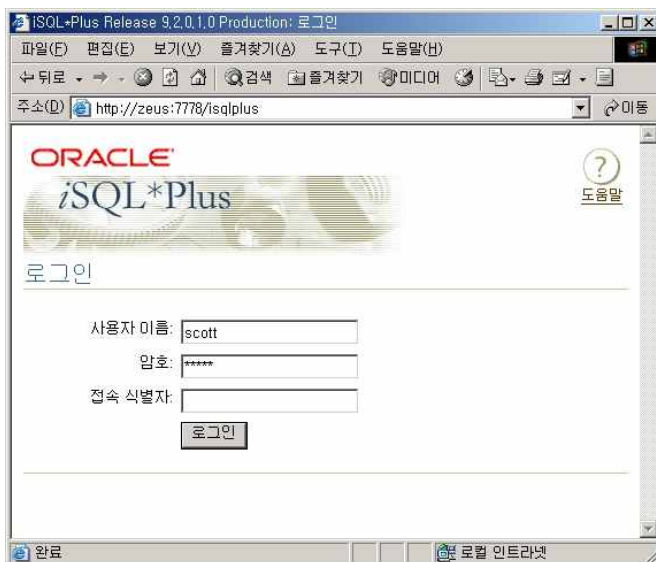 iSQL*Plus Release 9,2,0,1,0 Production: 로그인
파일(F) 편집(E) 보기(V) 즐겨찾기(A) 도구(T) 도움말(H)
뒤로 검색 즐겨찾기 미디어
주소(D) http://zeus:7778/isqlplus 이동
ORACLE
iSQL*Plus
도움말
로그인
사용자 이름: scott
암호: *****
접속 식별자:
로그인
완료 로컬 인트라넷